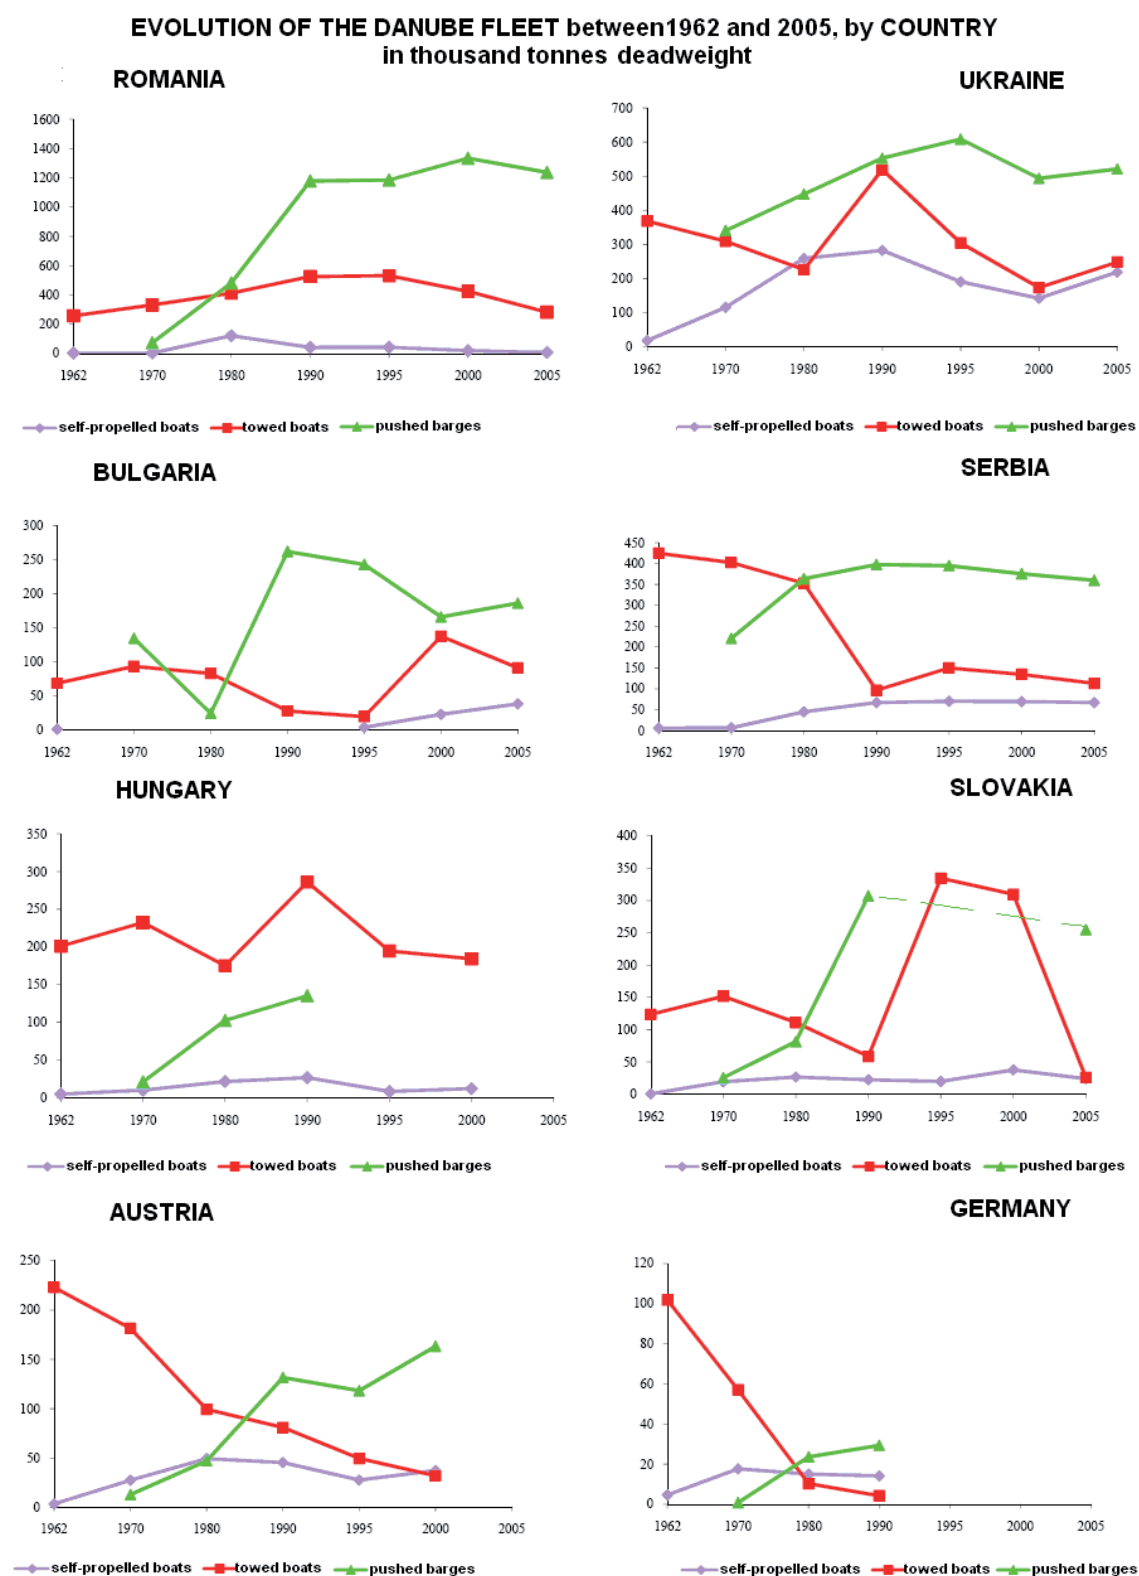 EVOLUTION OF THE DANUBE FLEET between1962 and 2005, by COUNTRY
in thousand tonnes deadweight
ROMANIA
1600
1400
1200
1000
800
600
400
200
0
1962 1970 1980 1990 1995 2000 2005
self-propelled boats towed boats pushed barges
UKRAINE
700
600
500
400
300
200
100
0
1962 1970 1980 1990 1995 2000 2005
self-propelled boats towed boats pushed barges
BULGARIA
300
250
200
150
100
50
0
1962 1970 1980 1990 1995 2000 2005
SERBIA
450
400
350
300
250
200
150
100
50
0
1962 1970 1980 1990 1995 2000 2005
HUNGARY
350
300
250
200
150
100
50
0
1962 1970 1980 1990 1995 2000 2005
self-propelled boats towed boats pushed barges
SLOVAKIA
400
350
300
250
200
150
100
50
0
1962 1970 1980 1990 1995 2000 2005
self-propelled boats towed boats pushed barges
AUSTRIA
250
200
150
100
50
0
1962 1970 1980 1990 1995 2000 2005
self-propelled boats towed boats pushed barges
GERMANY
120
100
80
60
40
20
0
1962 1970 1980 1990 1995 2000 2005
self-propelled boats towed boats pushed barges